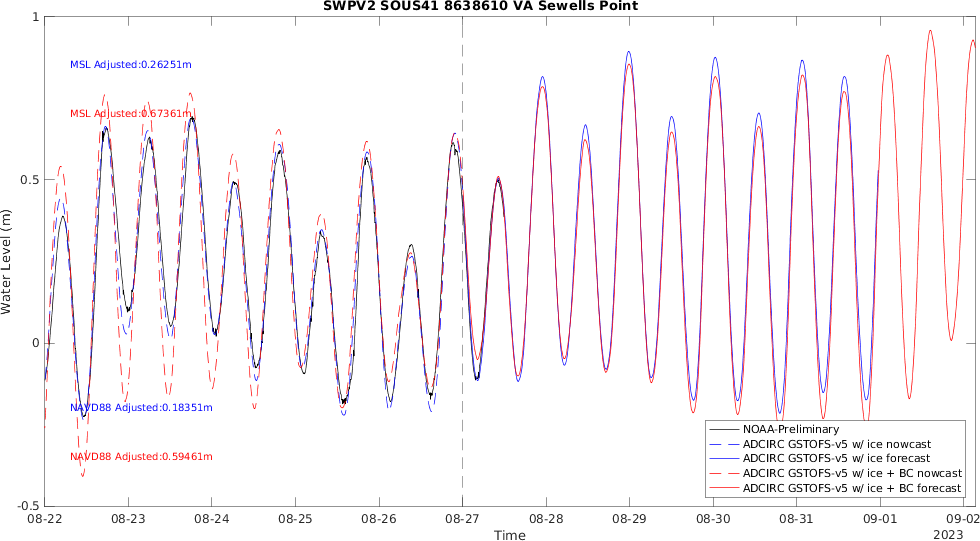 SWPV2 SOUS41 8638610 VA Sewells Point
1
0.5
0
-0.5
Water Level (m)
MSL Adjusted:0.26251m
MSL Adjusted:0.67361m
NAVD88 Adjusted:0.18351m
NAVD88 Adjusted:0.59461m
NOAA-Preliminary
ADCIRC GSTOFS-v5 w/ ice nowcast
ADCIRC GSTOFS-v5 w/ ice forecast
ADCIRC GSTOFS-v5 w/ ice + BC nowcast
ADCIRC GSTOFS-v5 w/ ice + BC forecast
08-22 08-23 08-24 08-25 08-26 08-27 08-28 08-29 08-30 08-31 09-01 09-02
2023
Time